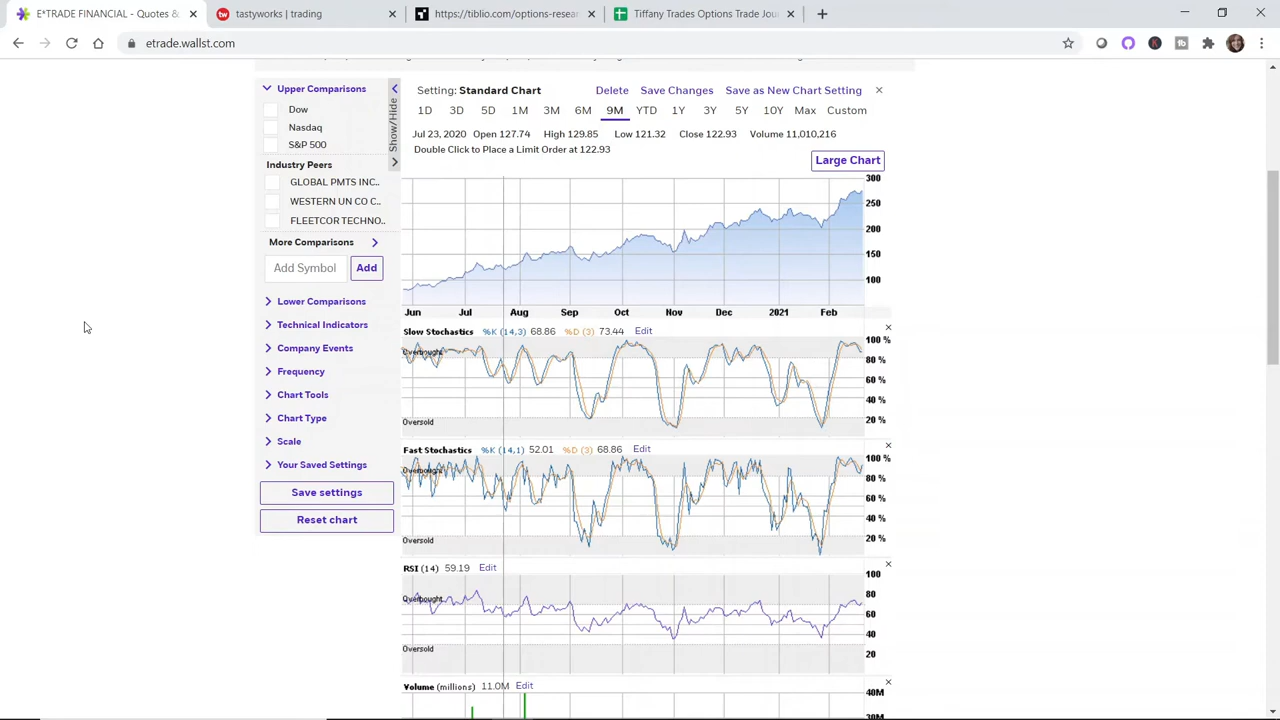 E*TRADE FINANCIAL - Quotes &
tastyworks | trading
https://tiblio.com/options-resear
Tiffany Trades Options Trade Jou
etrade.wallst.com
Upper Comparisons
Dow
Nasdaq
S&P 500
Industry Peers
GLOBAL PMTS INC..
WESTERN UN CO C..
FLEETCOR TECHNO..
More Comparisons
Add Symbol
Add
Lower Comparisons
Technical Indicators
Company Events
Frequency
Chart Tools
Chart Type
Scale
Your Saved Settings
Save settings
Reset chart
Show/Hide
Setting: Standard Chart Delete Save Changes Save as New Chart Setting
1D 3D 5D 1M 3M 6M 9M YTD 1Y 3Y 5Y 10Y Max Custom
Jul 23, 2020 Open 127.74 High 129.85 Low 121.32 Close 122.93 Volume 11,010,216
Double Click to Place a Limit Order at 122.93
Large Chart
300
250
200
150
100
Jun Jul Aug Sep Oct Nov Dec 2021 Feb
Slow Stochastics %K (14,3) 68.86 %D (3) 73.44 Edit
100 %
Overbought
80 %
60 %
40 %
20 %
Oversold
Fast Stochastics %K (14,1) 52.01 %D (3) 68.86 Edit
100 %
Overbought
80 %
60 %
40 %
20 %
Oversold
RSI (14) 59.19 Edit
100
80
Overbought
60
40
20
Oversold
Volume (millions) 11.0M Edit
40M
30M